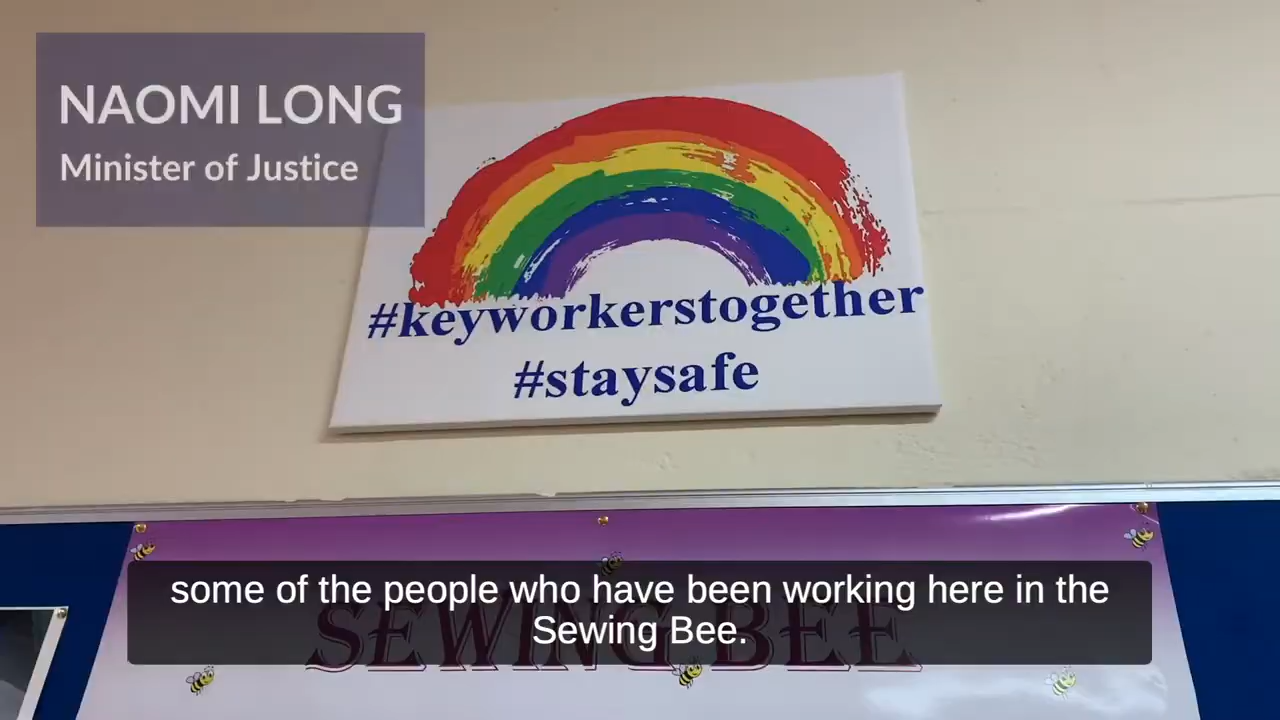 NAOMI LONG
Minister of Justice
#keyworkerstogether
#staysafe
some of the people who have been working here in the
Sewing Bee.
SEWING BEE